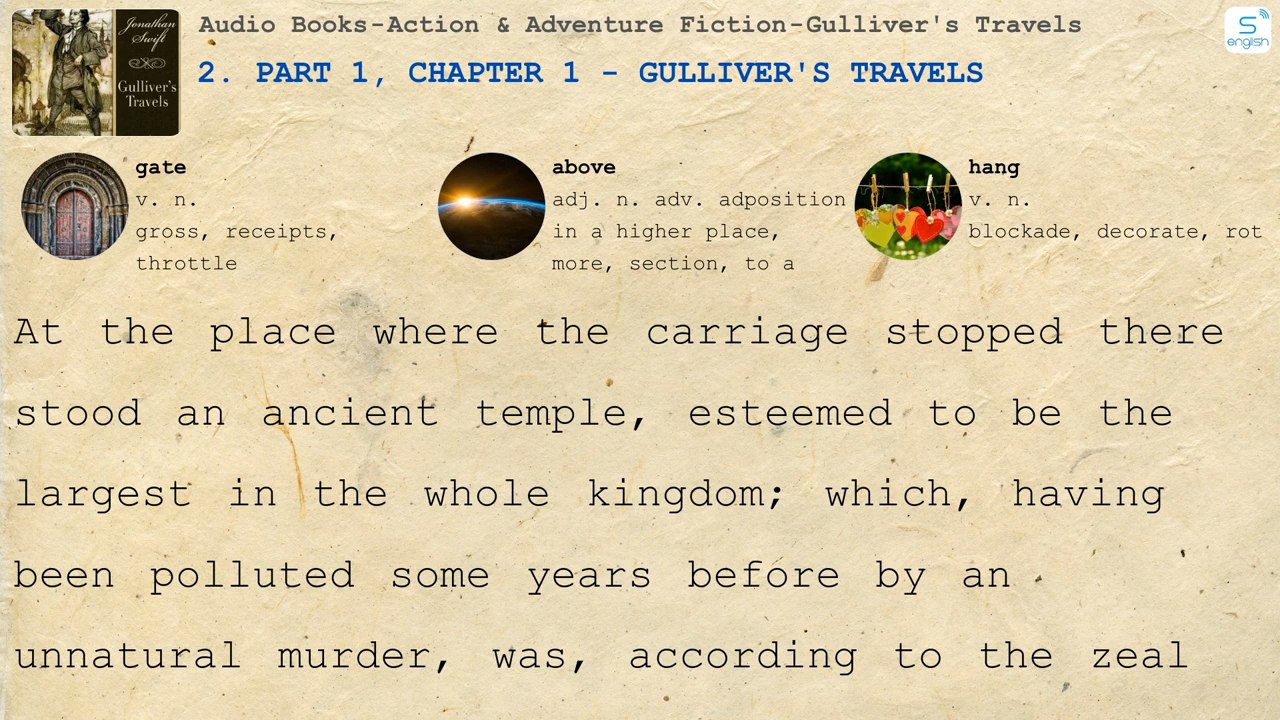 Jonathan
Swift
Gulliver's
Travels
Audio Books-Action & Adventure Fiction-Gulliver's Travels
S
english
2. PART 1, CHAPTER 1 - GULLIVER'S TRAVELS
gate
v. n.
gross, receipts,
throttle
above
adj. n. adv. adposition
in a higher place,
more, section, to a
hang
v. n.
blockade, decorate, rot
At the place where the carriage stopped there
stood an ancient temple, esteemed to be the
largest in the whole kingdom; which, having
been polluted some years before by an
unnatural murder, was, according to the zeal